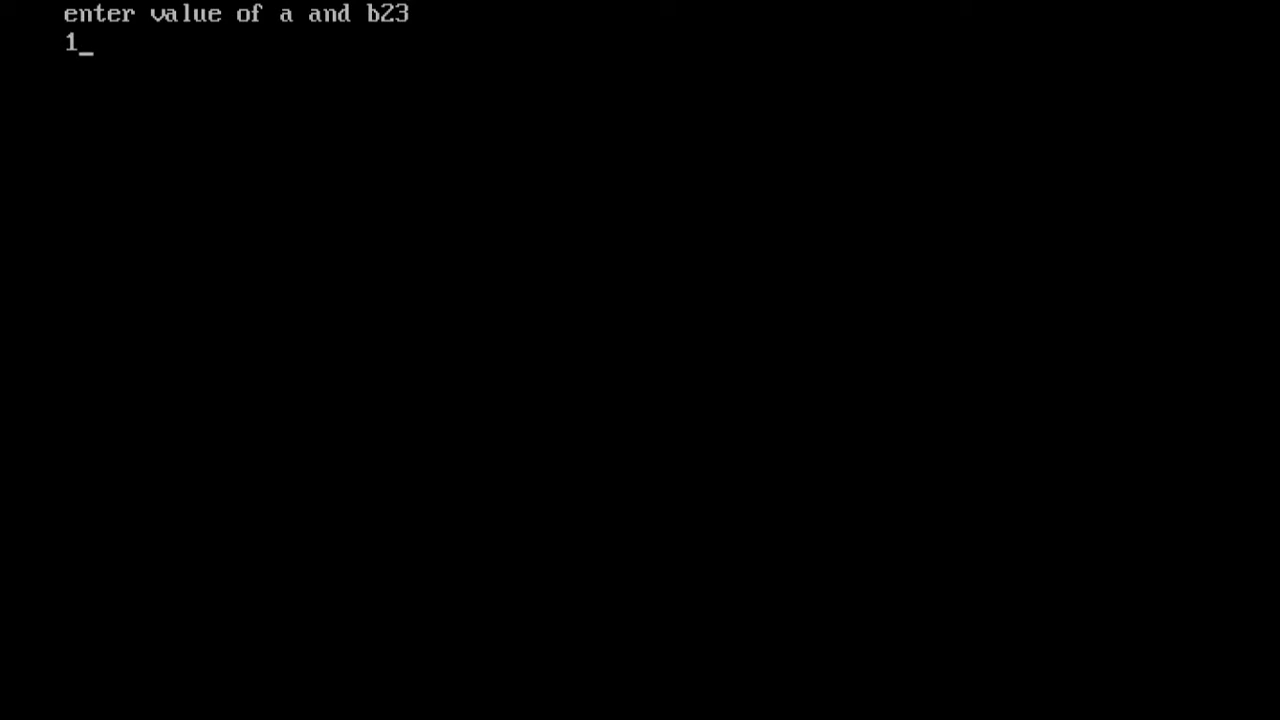 enter value of a and b23
1_